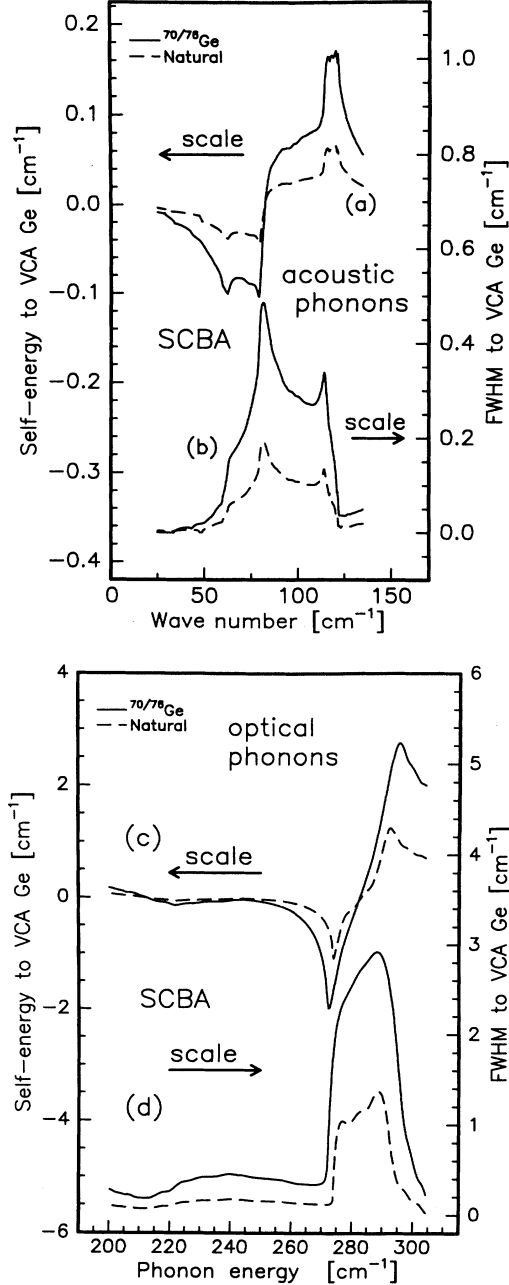 0.2
0.1
0.0
−0.1
−0.2
−0.3
−0.4
Self−energy to VCA Ge [cm⁻¹]
⁷⁰/⁷⁶Ge
Natural
scale
(a)
acoustic
phonons
SCBA
scale
(b)
1.0
0.8
0.6
0.4
0.2
0.0
FWHM to VCA Ge [cm⁻¹]
0 50 100 150
Wave number [cm⁻¹]
4
2
0
−2
−4
−6
Self−energy to VCA Ge [cm⁻¹]
⁷⁰/⁷⁶Ge
Natural
optical
phonons
(c)
scale
SCBA
scale
(d)
6
5
4
3
2
1
0
FWHM to VCA Ge [cm⁻¹]
200 220 240 260 280 300
Phonon energy [cm⁻¹]